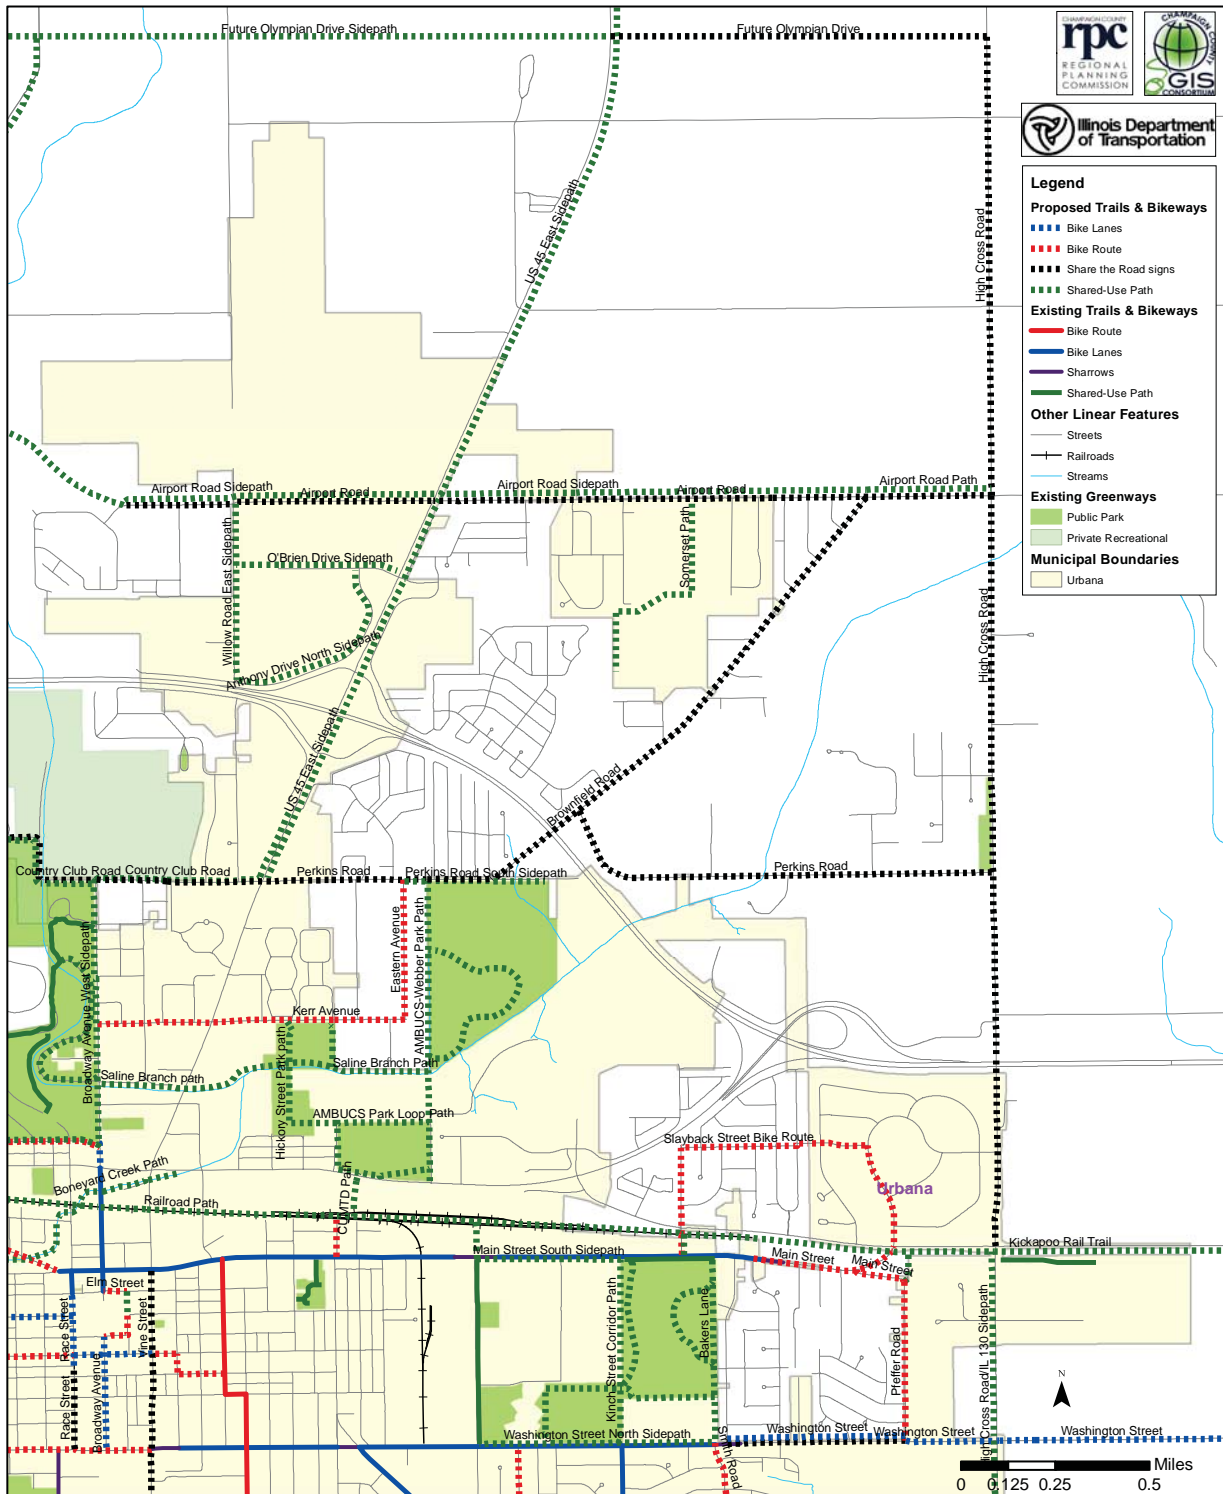 Future Olympian Drive Sidepath
Future Olympian Drive
CHAMPAIGN COUNTY
rpc
REGIONAL
PLANNING
COMMISSION
CHAMPAIGN COUNTY
GIS
CONSORTIUM
Illinois Department
of Transportation
Legend
Proposed Trails & Bikeways
Bike Lanes
Bike Route
Share the Road signs
Shared-Use Path
Existing Trails & Bikeways
Bike Route
Bike Lanes
Sharrows
Shared-Use Path
Other Linear Features
Streets
Railroads
Streams
Existing Greenways
Public Park
Private Recreational
Municipal Boundaries
Urbana
US 45 East Sidepath
High Cross Road
Airport Road Sidepath
Airport Road
Airport Road Sidepath
Airport Road
Airport Road Path
Willow Road East Sidepath
O'Brien Drive Sidepath
Somerset Path
Anthony Drive North Sidepath
High Cross Road
US 45 East Sidepath
Brownfield Road
Country Club Road
Country Club Road
Perkins Road
Perkins Road South Sidepath
Perkins Road
Broadway Avenue West Sidepath
Eastern Avenue
AMBUCS-Webber Park Path
Kerr Avenue
Hickory Street Park path
Saline Branch path
Saline Branch Path
AMBUCS Park Loop Path
Slayback Street Bike Route
Boneyard Creek Path
Urbana
Railroad Path
CUMTD Path
Kickapoo Rail Trail
Main Street South Sidepath
Main Street
Main Street
Elm Street
Race Street
Vine Street
Kinch Street Corridor Path
Bakers Lane
Pfeffer Road
High Cross Road/IL 130 Sidepath
Race Street
Broadway Avenue
N
Washington Street North Sidepath
Smith Road
Washington Street
Washington Street
Washington Street
Miles
0 0.125 0.25 0.5